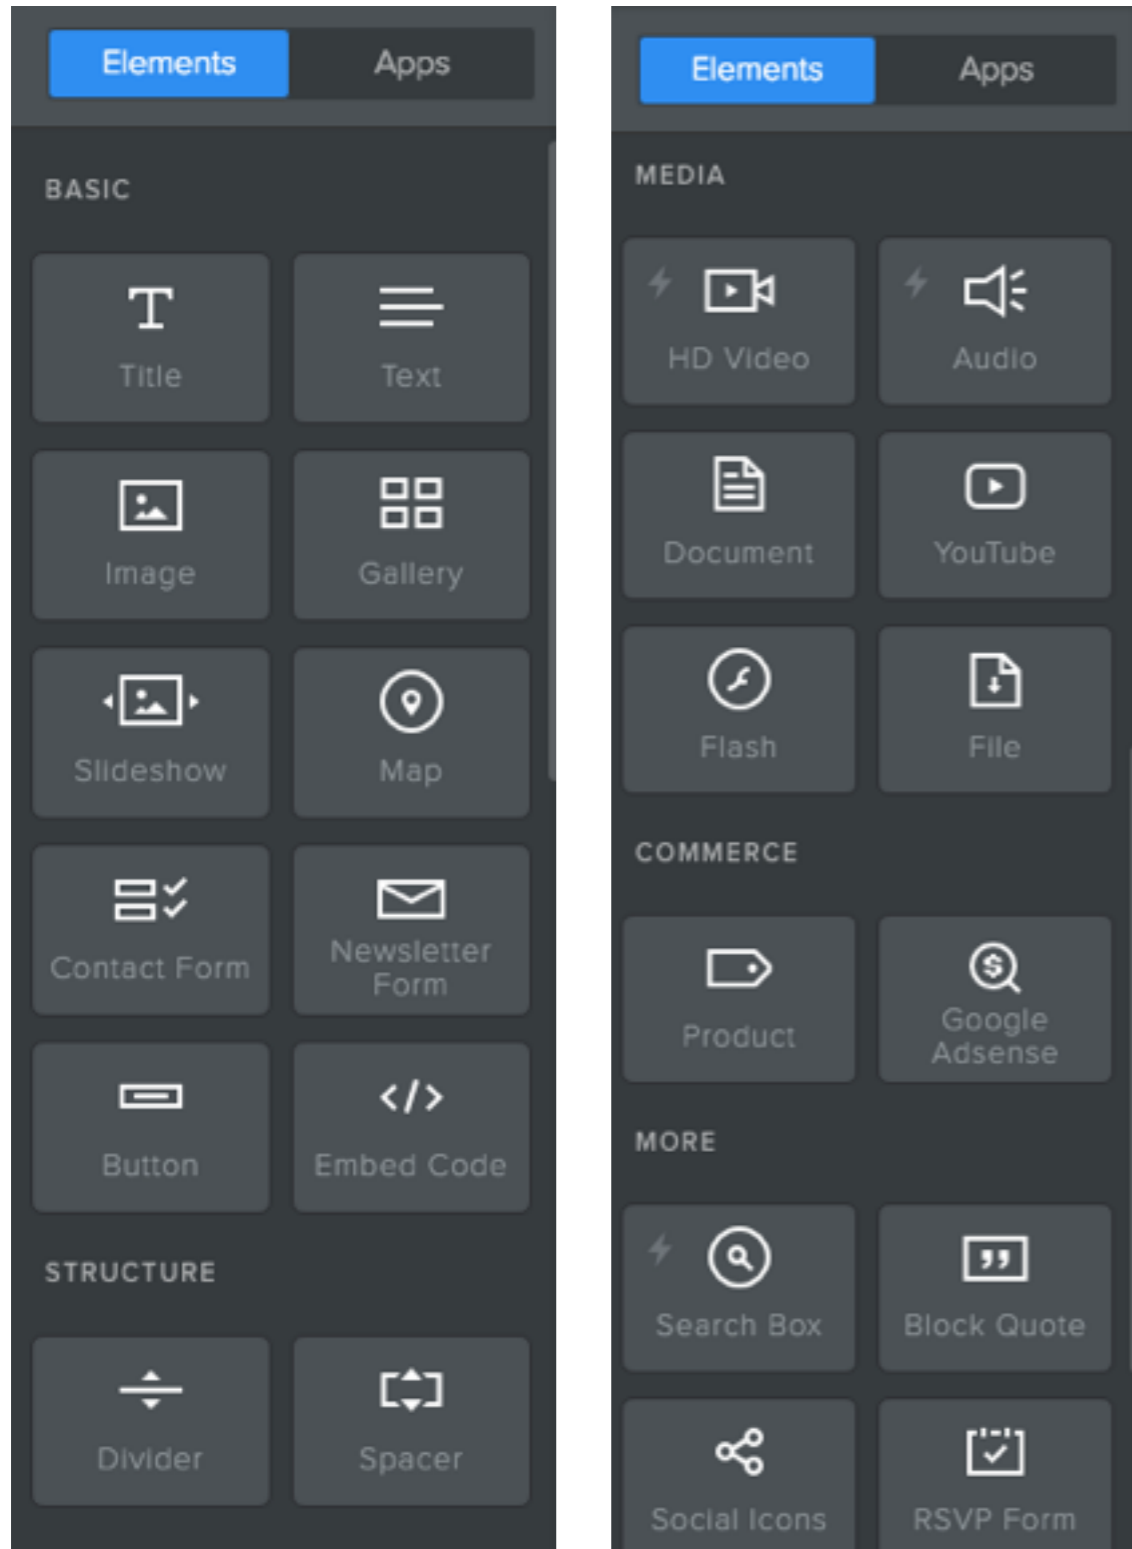 Elements
Apps
BASIC
Title
Text
Image
Gallery
Slideshow
Map
Contact Form
Newsletter
Form
Button
Embed Code
STRUCTURE
Divider
Spacer
Elements
Apps
MEDIA
HD Video
Audio
Document
YouTube
Flash
File
COMMERCE
Product
Google
Adsense
MORE
Search Box
Block Quote
Social Icons
RSVP Form